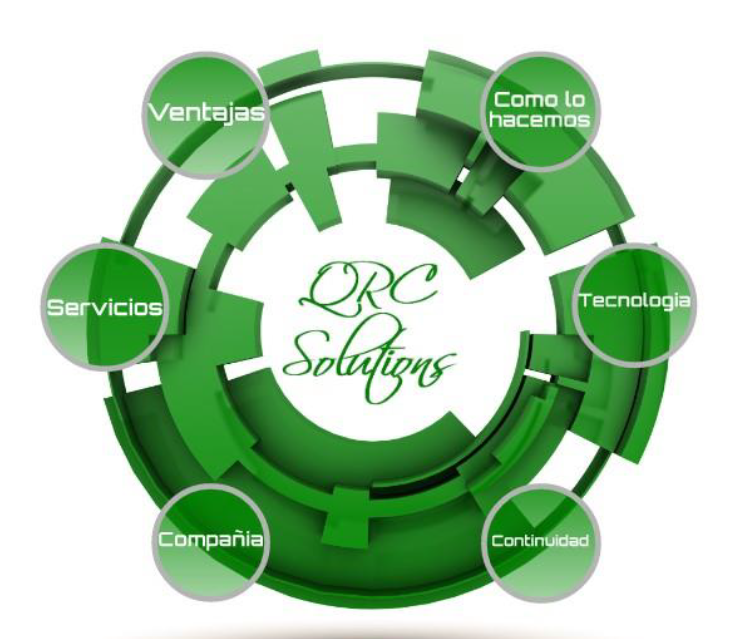 Ventajas
Como lo
hacemos
Servicios
QRC
Solutions
Tecnologia
Compañia
Continuidad